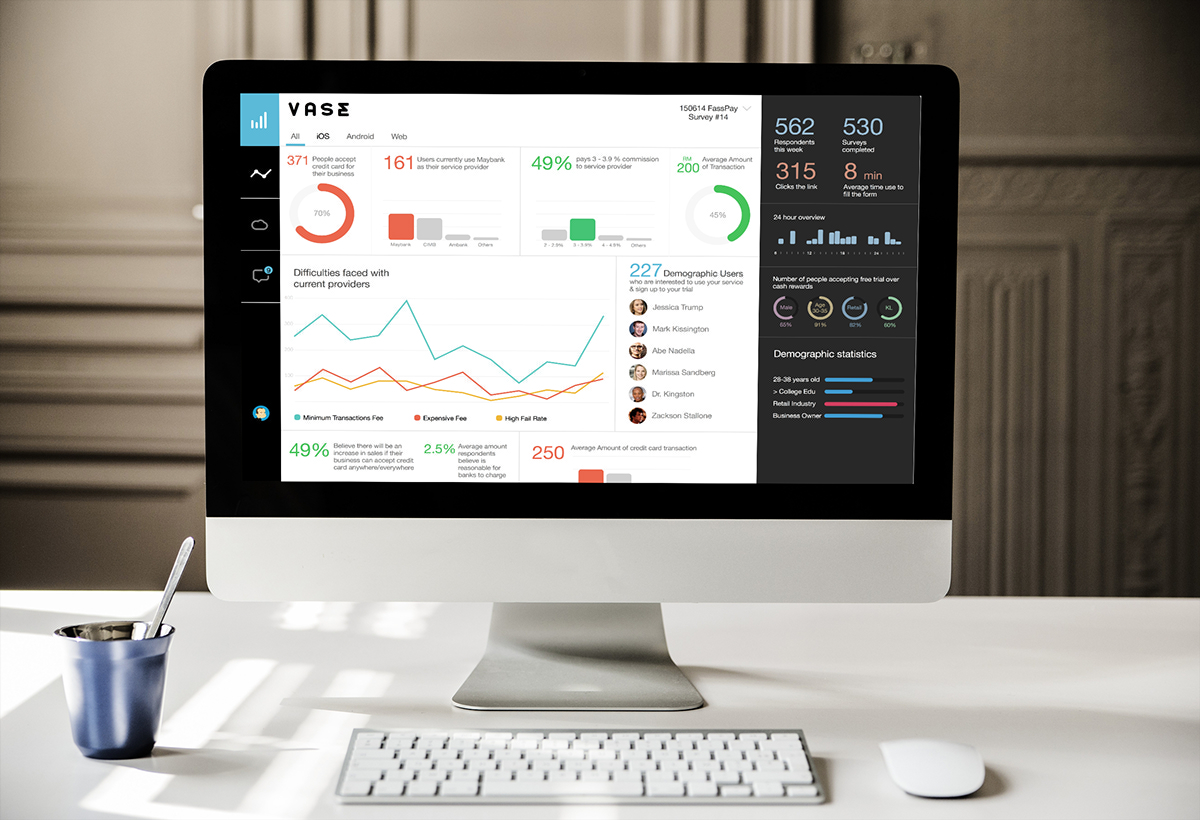 VASE
150614 FassPay
Survey #14
All
iOS
Android
Web
371 People accept
credit card for
their business
70%
161 Users currently use Maybank
as their service provider
Maybank
CIMB
Ambank
Others
49% pays 3 - 3.9 % commission
to service provider
2 - 2.9%
3 - 3.9%
4 - 4.9%
Others
RM
200
Average Amount
of Transaction
45%
Difficulties faced with
current providers
Minimum Transactions Fee
Expensive Fee
High Fail Rate
227 Demographic Users
who are interested to use your service
& sign up to your trial
Jessica Trump
Mark Kissington
Abe Nadella
Marissa Sandberg
Dr. Kingston
Zackson Stallone
49% Believe there will be an
increase in sales if their
business can accept credit
card anywhere/everywhere
2.5% Average amount
respondents
believe is
reasonable for
banks to charge
250 Average Amount of credit card transaction
562
Respondents
this week
530
Surveys
completed
315
Clicks the link
8 min
Average time use to
fill the form
24 hour overview
6
12
18
24
Number of people accepting free trial over
cash rewards
Male
Age
30-35
Retail
KL
65%
91%
82%
60%
Demographic statistics
28-38 years old
> College Edu
Retail Industry
Business Owner